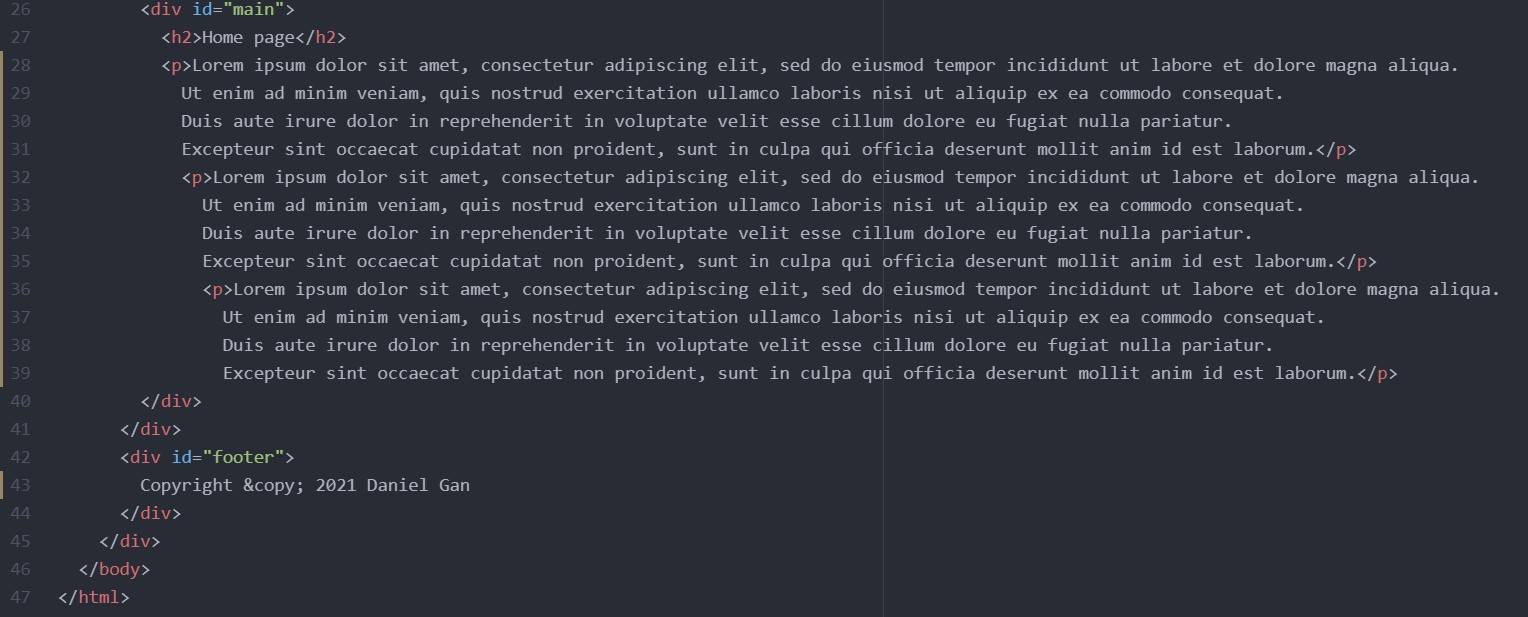 26 <div id="main">
27 <h2>Home page</h2>
28 <p>Lorem ipsum dolor sit amet, consectetur adipiscing elit, sed do eiusmod tempor incididunt ut labore et dolore magna aliqua.
29 Ut enim ad minim veniam, quis nostrud exercitation ullamco laboris nisi ut aliquip ex ea commodo consequat.
30 Duis aute irure dolor in reprehenderit in voluptate velit esse cillum dolore eu fugiat nulla pariatur.
31 Excepteur sint occaecat cupidatat non proident, sunt in culpa qui officia deserunt mollit anim id est laborum.</p>
32 <p>Lorem ipsum dolor sit amet, consectetur adipiscing elit, sed do eiusmod tempor incididunt ut labore et dolore magna aliqua.
33 Ut enim ad minim veniam, quis nostrud exercitation ullamco laboris nisi ut aliquip ex ea commodo consequat.
34 Duis aute irure dolor in reprehenderit in voluptate velit esse cillum dolore eu fugiat nulla pariatur.
35 Excepteur sint occaecat cupidatat non proident, sunt in culpa qui officia deserunt mollit anim id est laborum.</p>
36 <p>Lorem ipsum dolor sit amet, consectetur adipiscing elit, sed do eiusmod tempor incididunt ut labore et dolore magna aliqua.
37 Ut enim ad minim veniam, quis nostrud exercitation ullamco laboris nisi ut aliquip ex ea commodo consequat.
38 Duis aute irure dolor in reprehenderit in voluptate velit esse cillum dolore eu fugiat nulla pariatur.
39 Excepteur sint occaecat cupidatat non proident, sunt in culpa qui officia deserunt mollit anim id est laborum.</p>
40 </div>
41 </div>
42 <div id="footer">
43 Copyright &copy; 2021 Daniel Gan
44 </div>
45 </div>
46 </body>
47 </html>